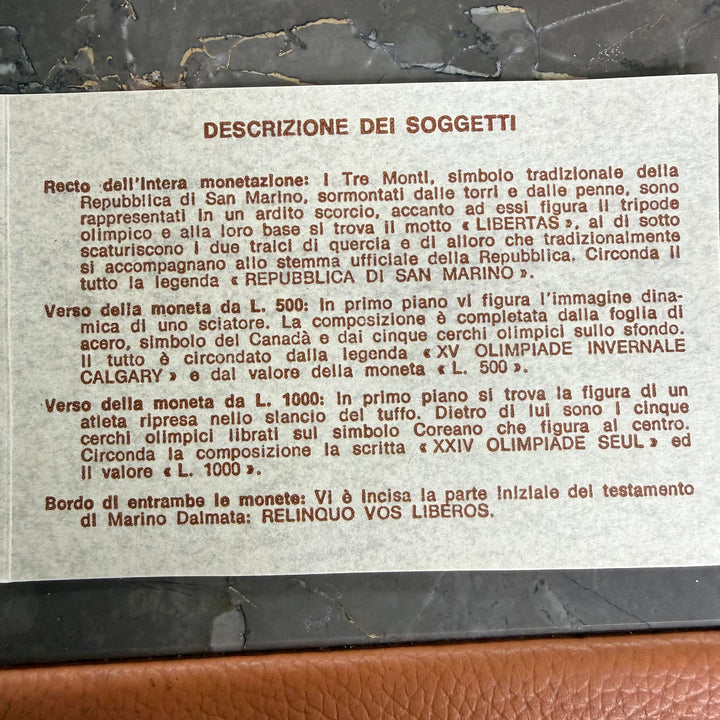 DESCRIZIONE DEI SOGGETTI
Recto dell'intera monetazione: i Tre Monti, simbolo tradizionale della
Repubblica di San Marino, sormontati dalle torri e dalle penne, sono
rappresentati in un ardito scorcio, accanto ad essi figura il tripode
olimpico e alla loro base si trova il motto « LIBERTAS », al di sotto
scaturiscono i due tralci di quercia e di alloro che tradizionalmente
si accompagnano allo stemma ufficiale della Repubblica. Circonda il
tutto la legenda « REPUBBLICA DI SAN MARINO ».
Verso della moneta da L. 500: In primo piano vi figura l'immagine dina-
mica di uno sciatore. La composizione è completata dalla foglia di
acero, simbolo del Canadà e dai cinque cerchi olimpici sullo sfondo.
Il tutto è circondato dalla legenda « XV OLIMPIADE INVERNALE
CALGARY » e dal valore della moneta « L. 500 ».
Verso della moneta da L. 1000: In primo piano si trova la figura di un
atleta ripresa nello slancio del tuffo. Dietro di lui sono i cinque
cerchi olimpici librati sul simbolo Coreano che figura al centro.
Circonda la composizione la scritta « XXIV OLIMPIADE SEUL » ed
il valore « L. 1000 ».
Bordo di entrambe le monete: Vi è incisa la parte iniziale del testamento
di Marino Dalmata: RELINQUO VOS LIBEROS.